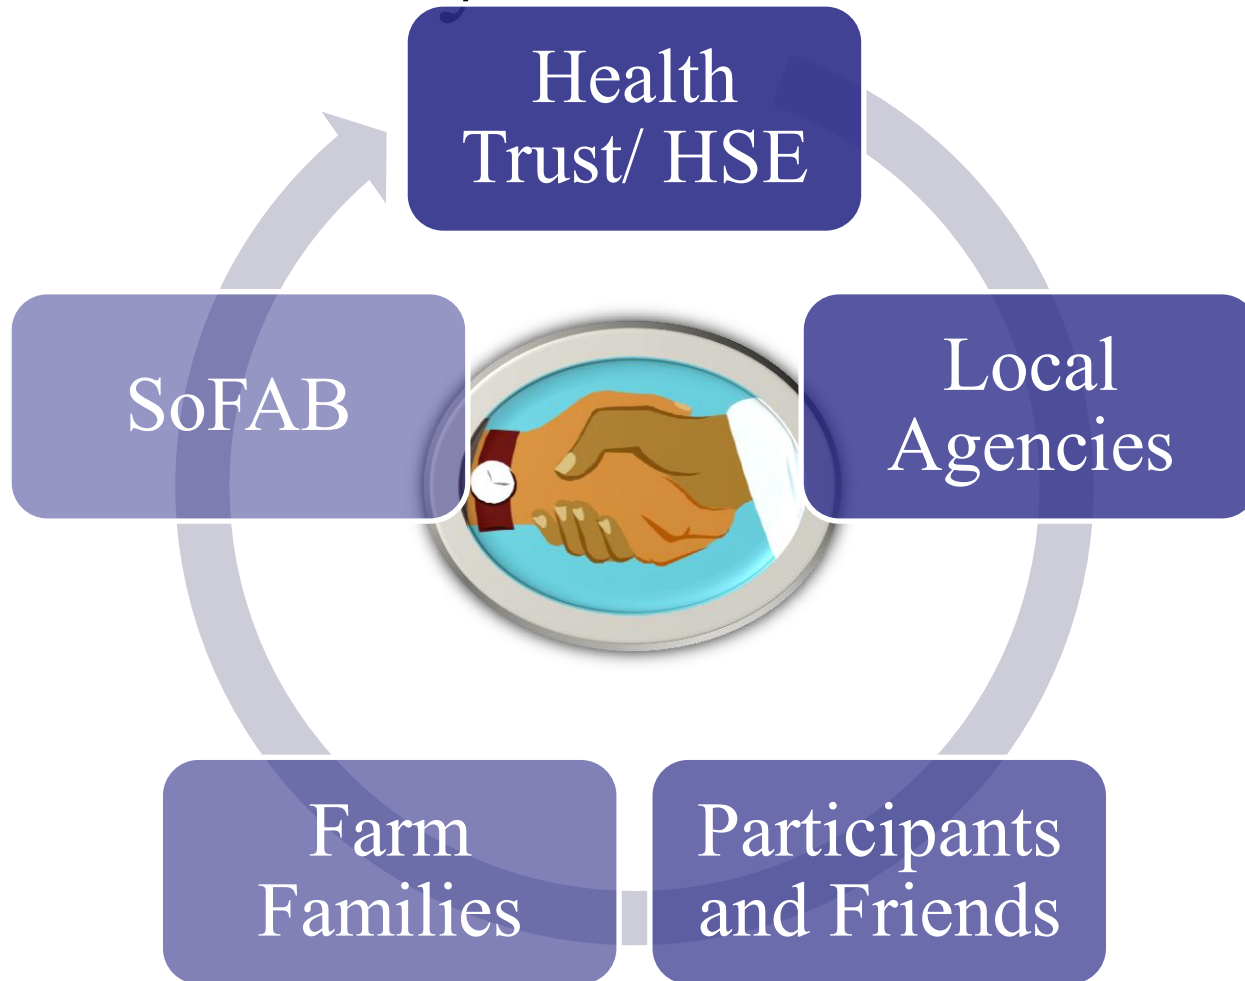 Health
Trust/ HSE
Local
Agencies
Participants
and Friends
Farm
Families
SoFAB